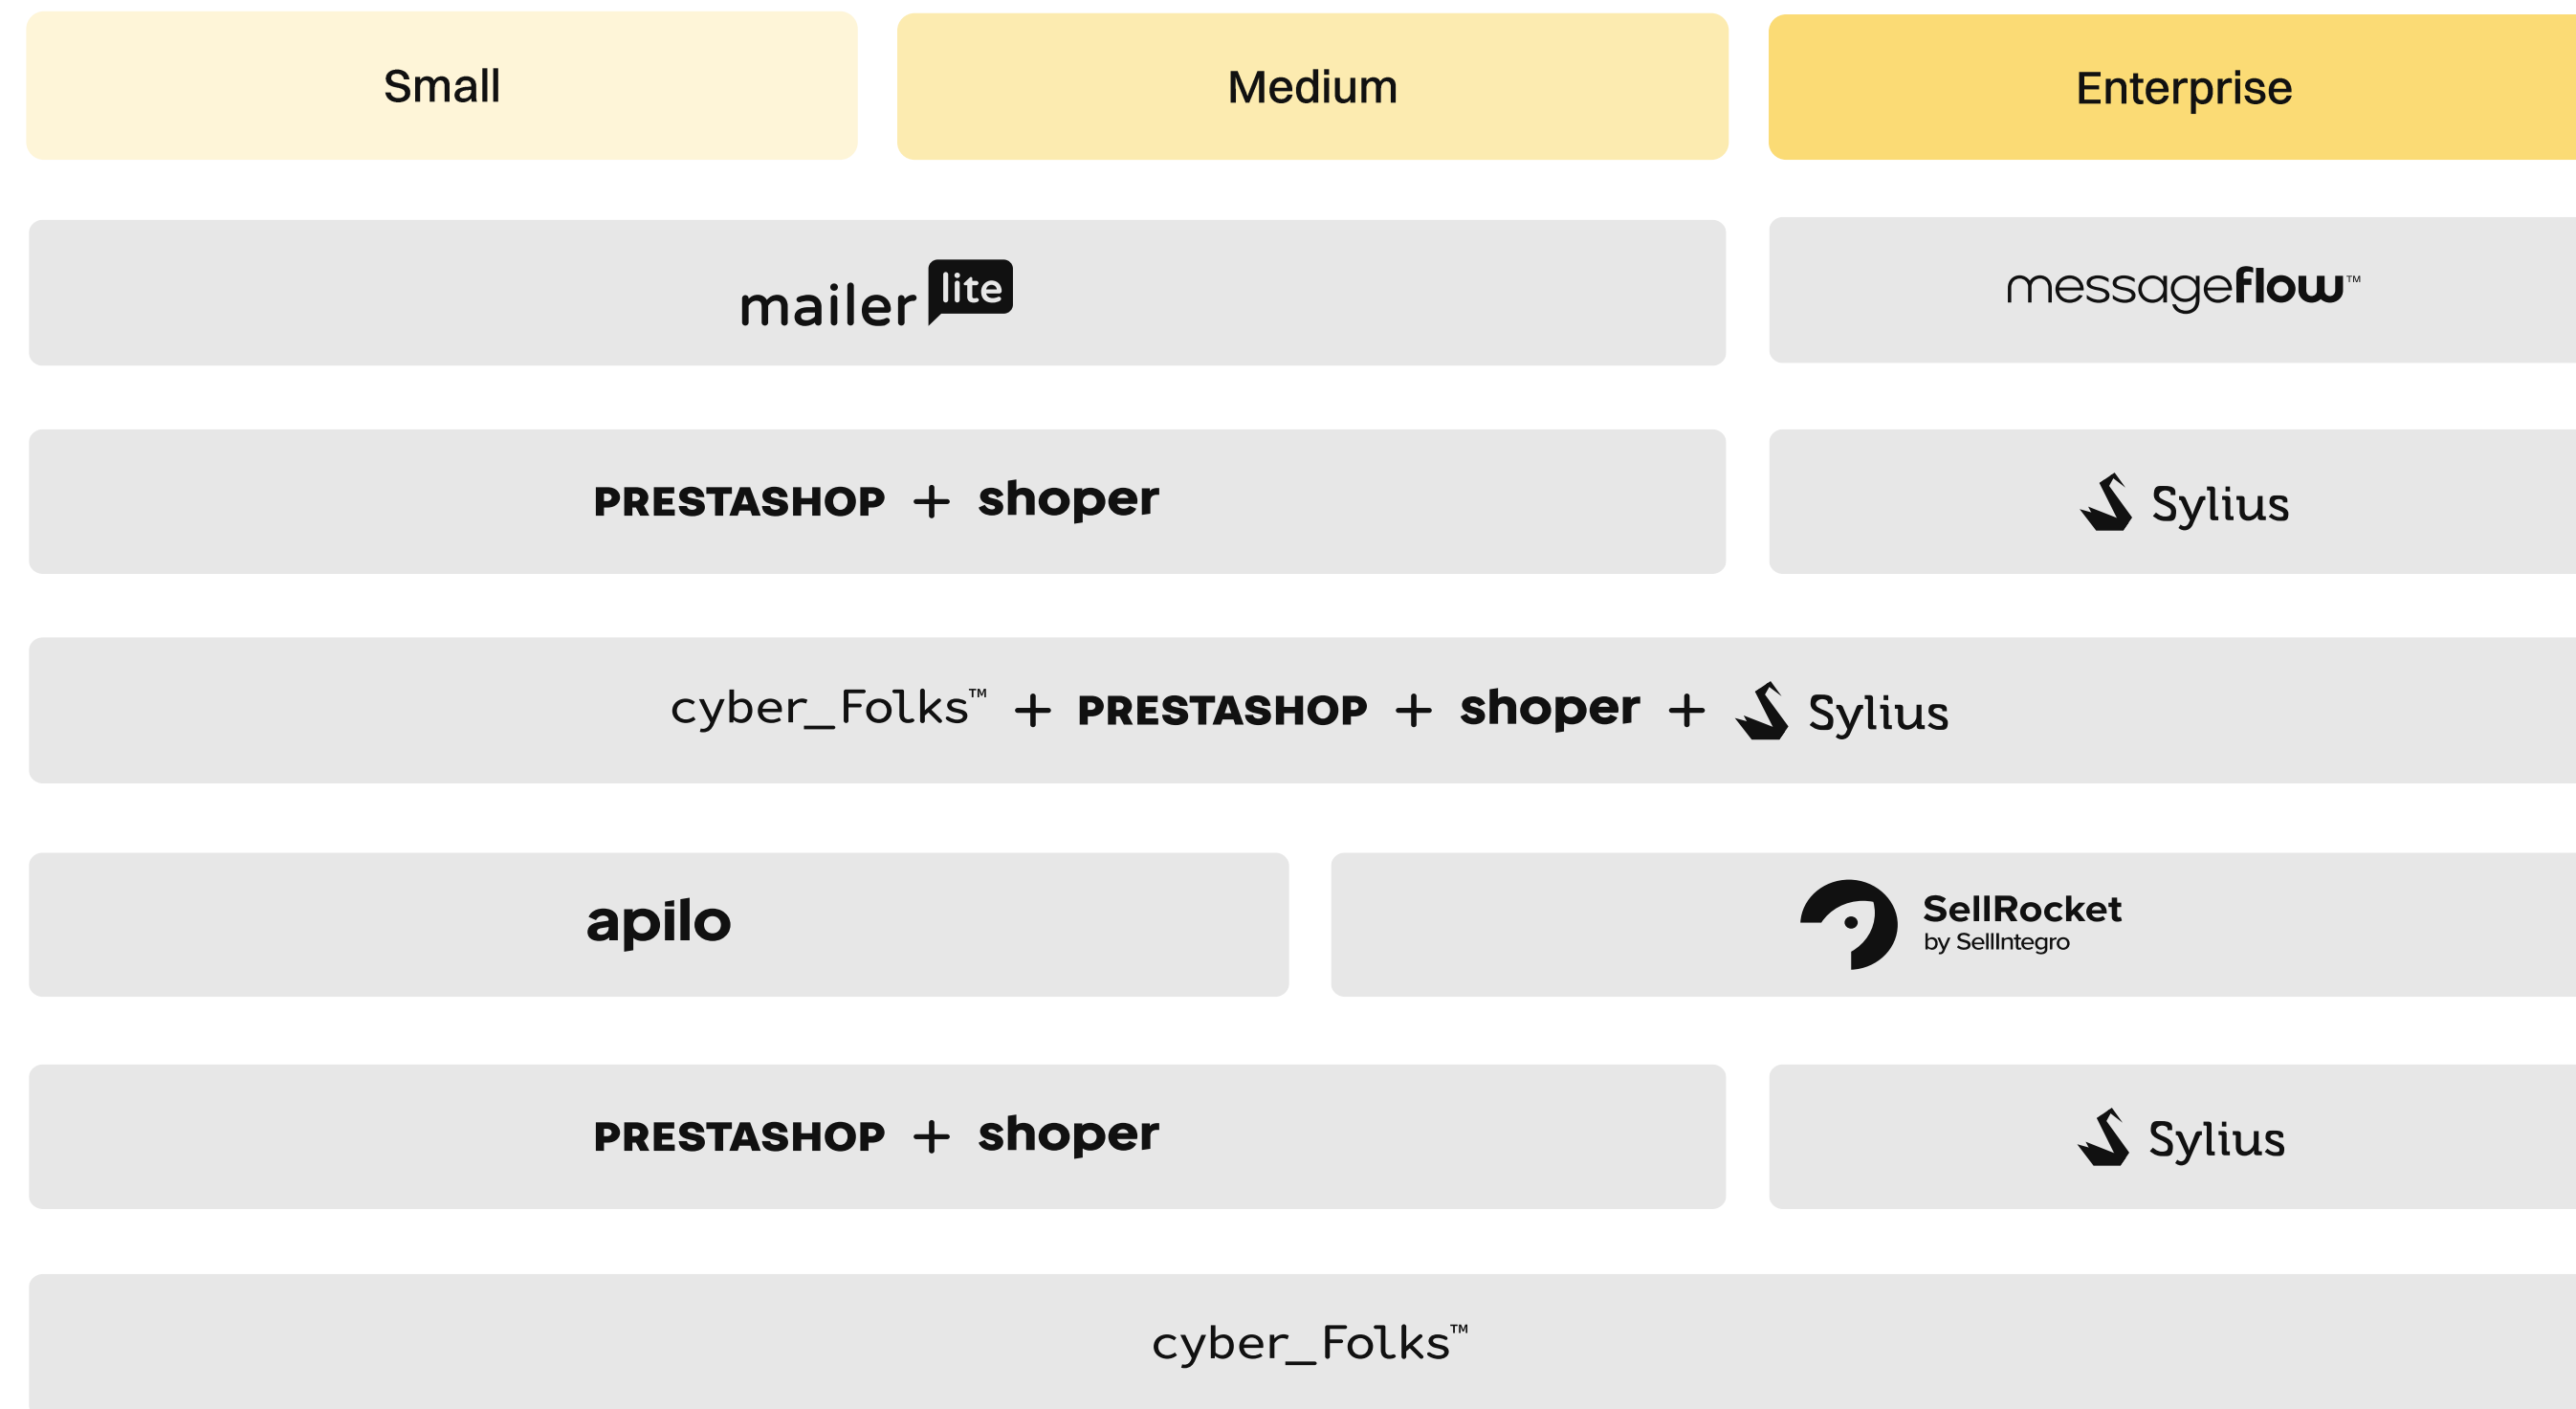 Small Medium Enterprise
mailer lite messageflow™
PRESTASHOP + shoper Sylius
cyber_Folks™ + PRESTASHOP + shoper + Sylius
apilo SellRocket
by SellIntegro
PRESTASHOP + shoper Sylius
cyber_Folks™